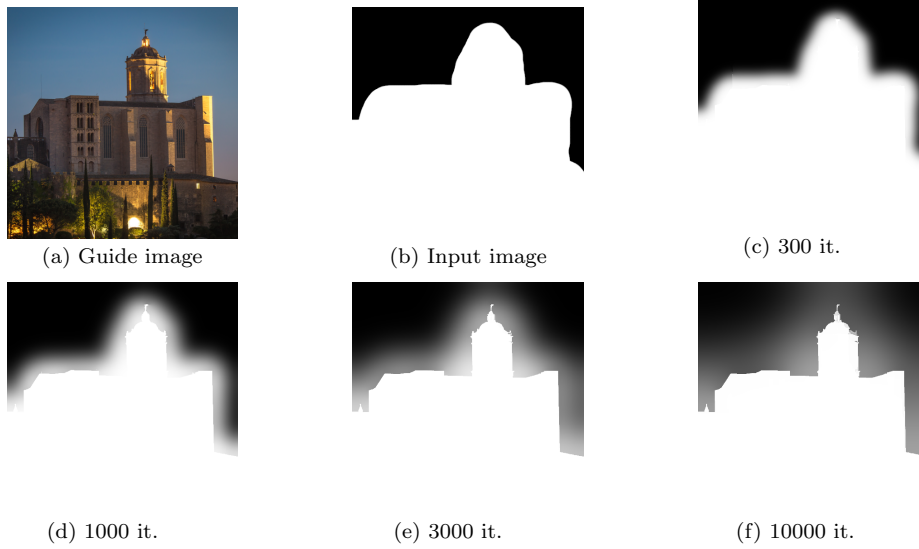 (a) Guide image
(b) Input image
(c) 300 it.
(d) 1000 it.
(e) 3000 it.
(f) 10000 it.